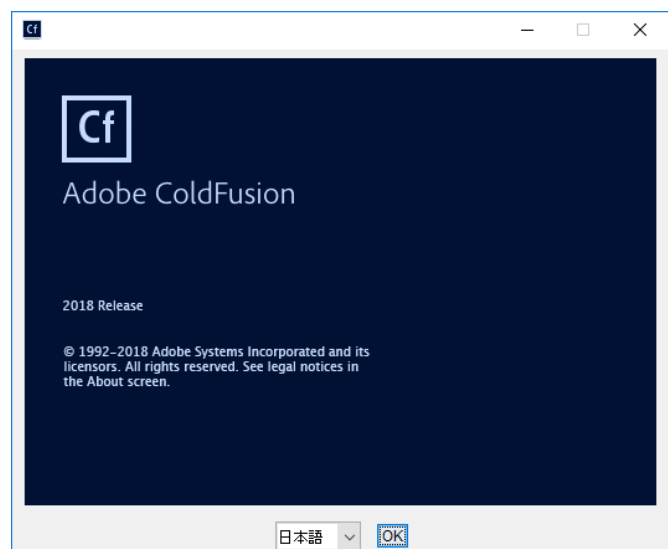 Cf
Cf
Adobe ColdFusion
2018 Release
© 1992–2018 Adobe Systems Incorporated and its
licensors. All rights reserved. See legal notices in
the About screen.
日本語 OK